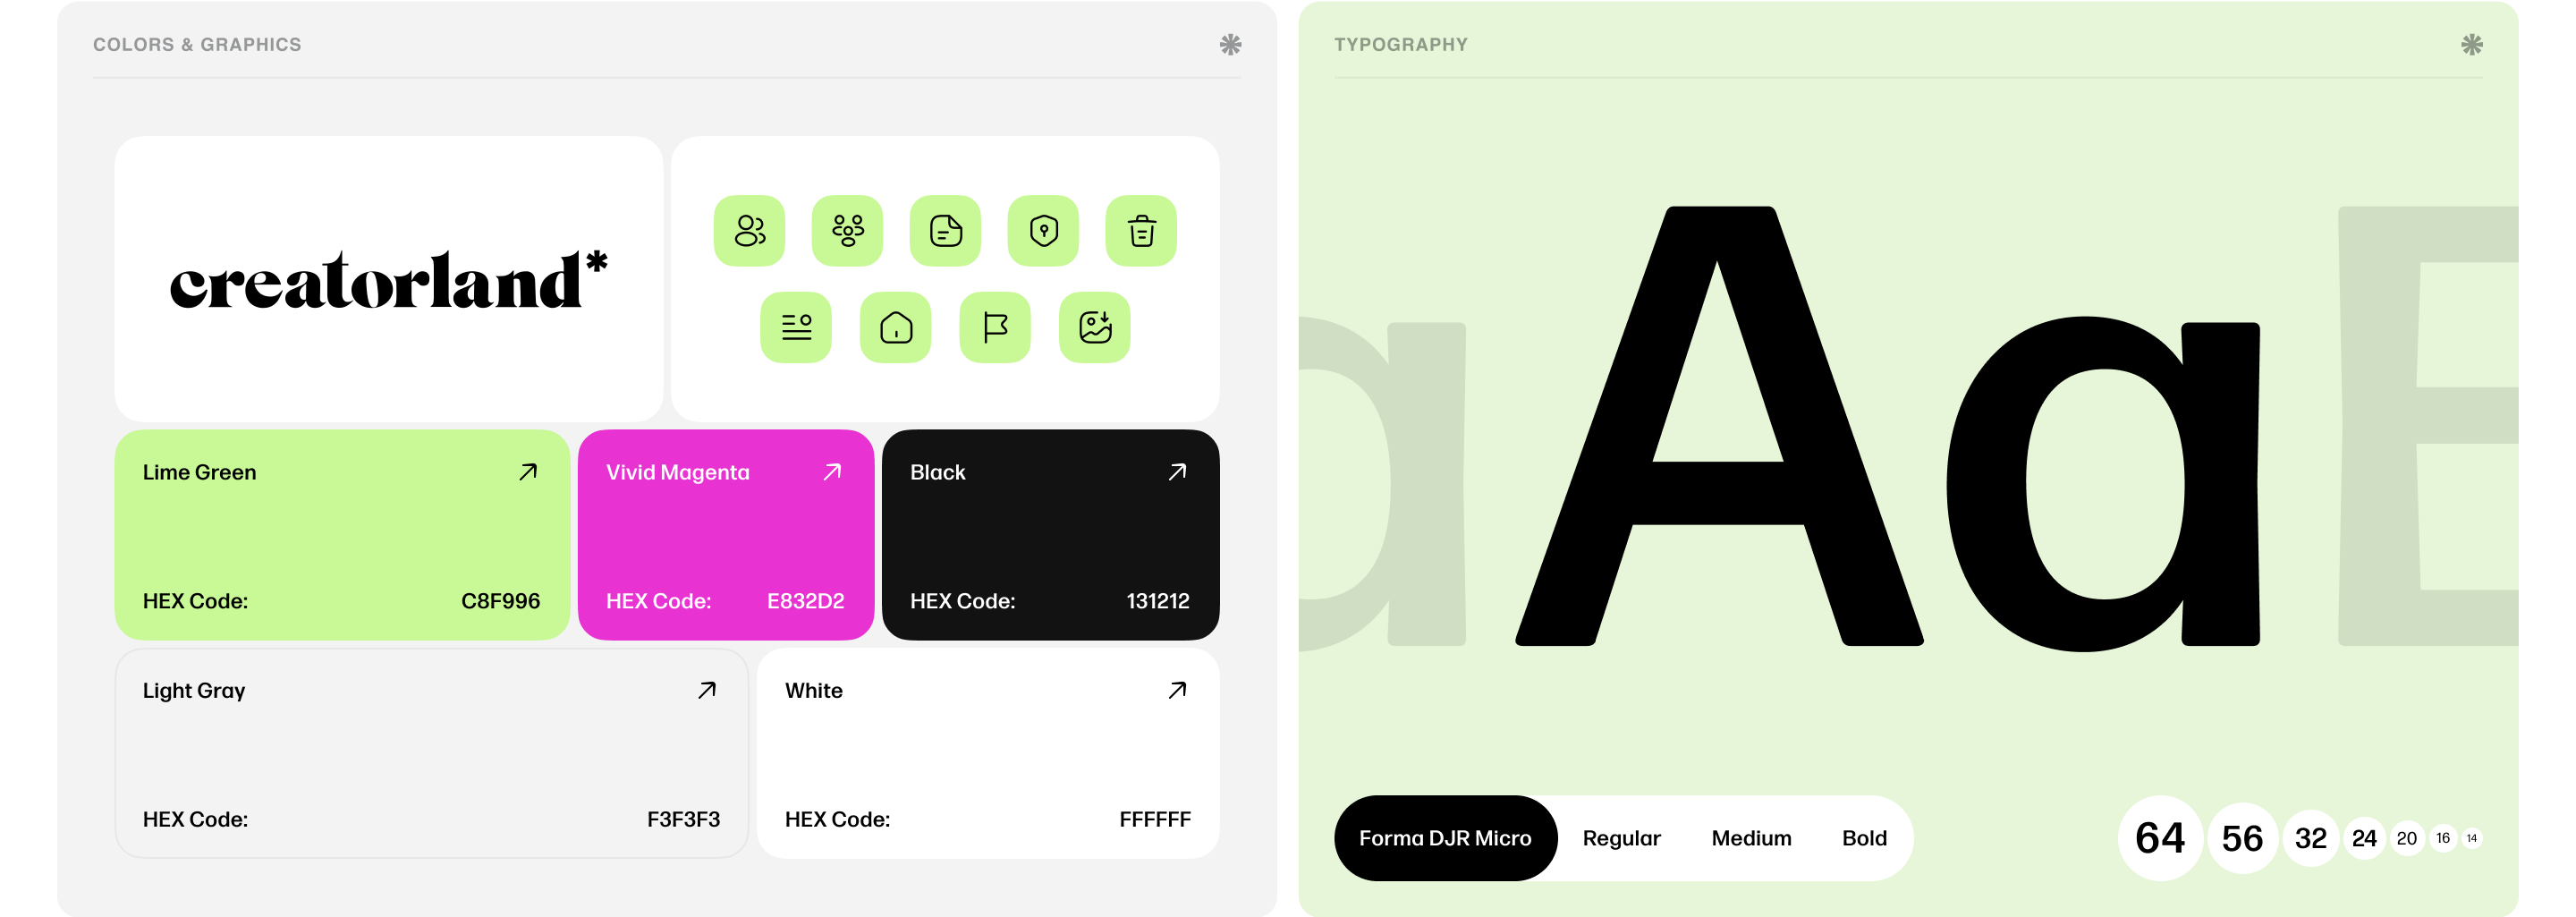 COLORS & GRAPHICS
creatorland*
Lime Green
HEX Code: C8F996
Vivid Magenta
HEX Code: E832D2
Black
HEX Code: 131212
Light Gray
HEX Code: F3F3F3
White
HEX Code: FFFFFF
TYPOGRAPHY
a Aa E
Forma DJR Micro Regular Medium Bold
64 56 32 24 20 16 14